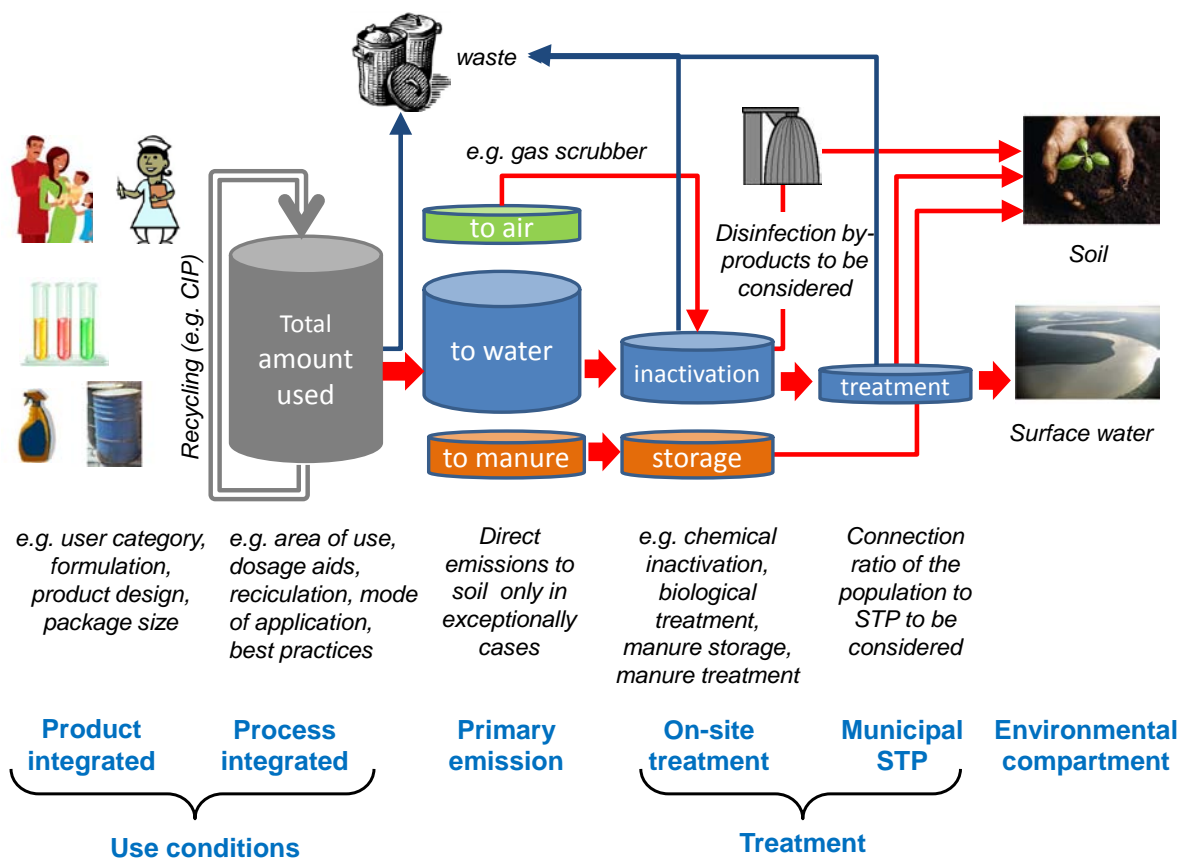 waste
e.g. gas scrubber
to air
Disinfection by-
products to be
considered
Soil
Recycling (e.g. CIP)
Total
amount
used
to water
inactivation
treatment
to manure
storage
Surface water
e.g. user category,
formulation,
product design,
package size
e.g. area of use,
dosage aids,
reciculation, mode
of application,
best practices
Direct
emissions to
soil only in
exceptionally
cases
e.g. chemical
inactivation,
biological
treatment,
manure storage,
manure treatment
Connection
ratio of the
population to
STP to be
considered
Product
integrated
Process
integrated
Primary
emission
On-site
treatment
Municipal
STP
Environmental
compartment
Use conditions
Treatment